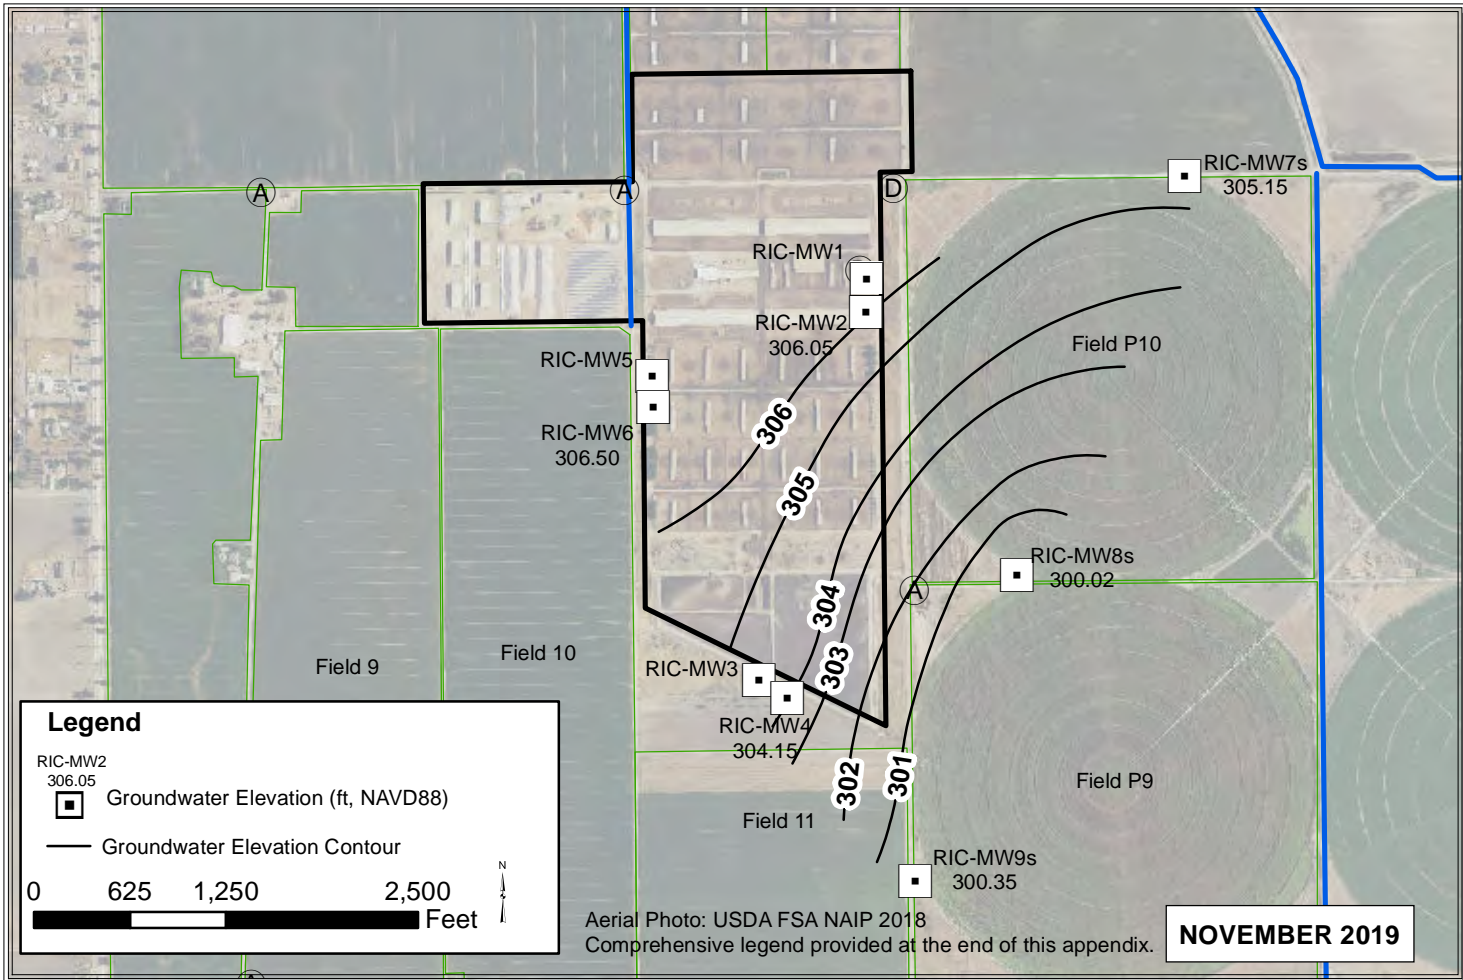 A
A
D
RIC-MW7s
305.15
RIC-MW1
RIC-MW2
306.05
Field P10
RIC-MW5
RIC-MW6
306.50
306
305
RIC-MW8s
300.02
A
304
303
Field 9
Field 10
RIC-MW3
RIC-MW4
304.15
302
301
Field P9
Field 11
RIC-MW9s
300.35
Legend
RIC-MW2
306.05
Groundwater Elevation (ft, NAVD88)
Groundwater Elevation Contour
N
0 625 1,250 2,500
Feet
Aerial Photo: USDA FSA NAIP 2018
Comprehensive legend provided at the end of this appendix.
NOVEMBER 2019
A